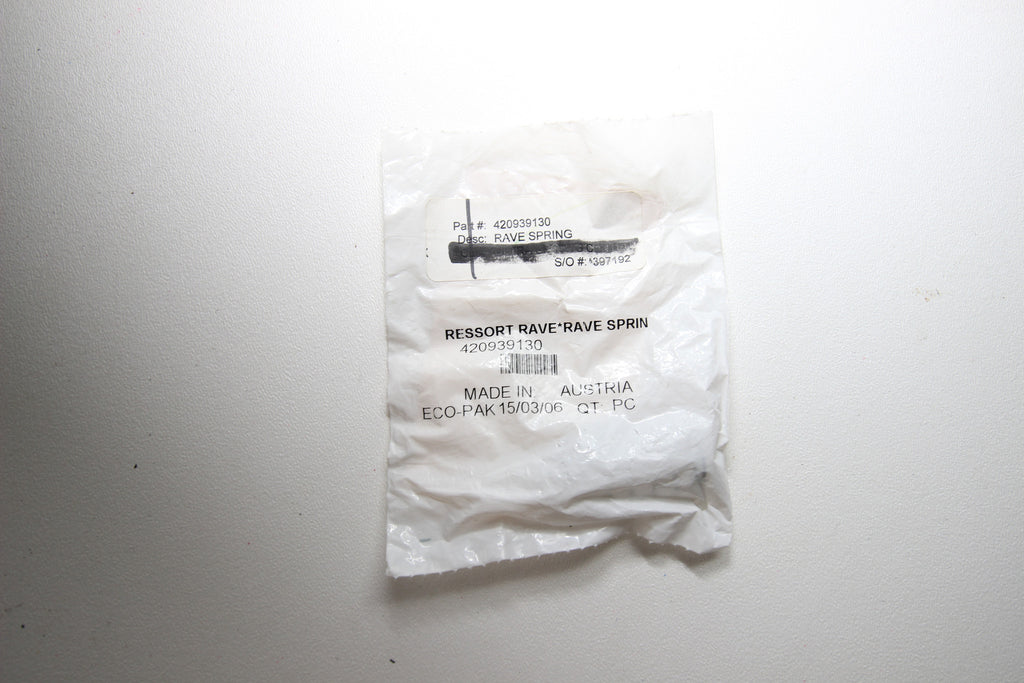 Part #: 420939130
Desc: RAVE SPRING
S/O #: 397192
RESSORT RAVE*RAVE SPRIN
420939130
MADE IN: AUSTRIA
ECO-PAK 15/03/06 QT: PC